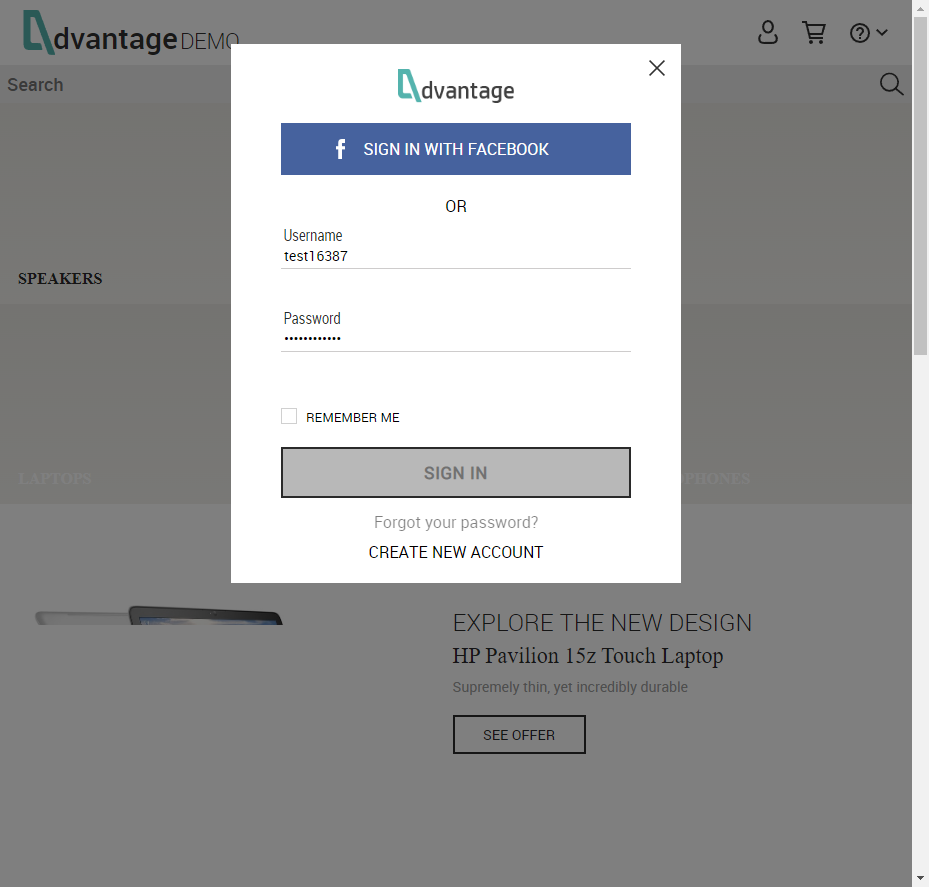 dvantage DEMO
Search
dvantage
SIGN IN WITH FACEBOOK
OR
Username
test16387
SPEAKERS
Password
••••••••••••
REMEMBER ME
SIGN IN
LAPTOPS
PHONES
Forgot your password?
CREATE NEW ACCOUNT
EXPLORE THE NEW DESIGN
HP Pavilion 15z Touch Laptop
Supremely thin, yet incredibly durable
SEE OFFER